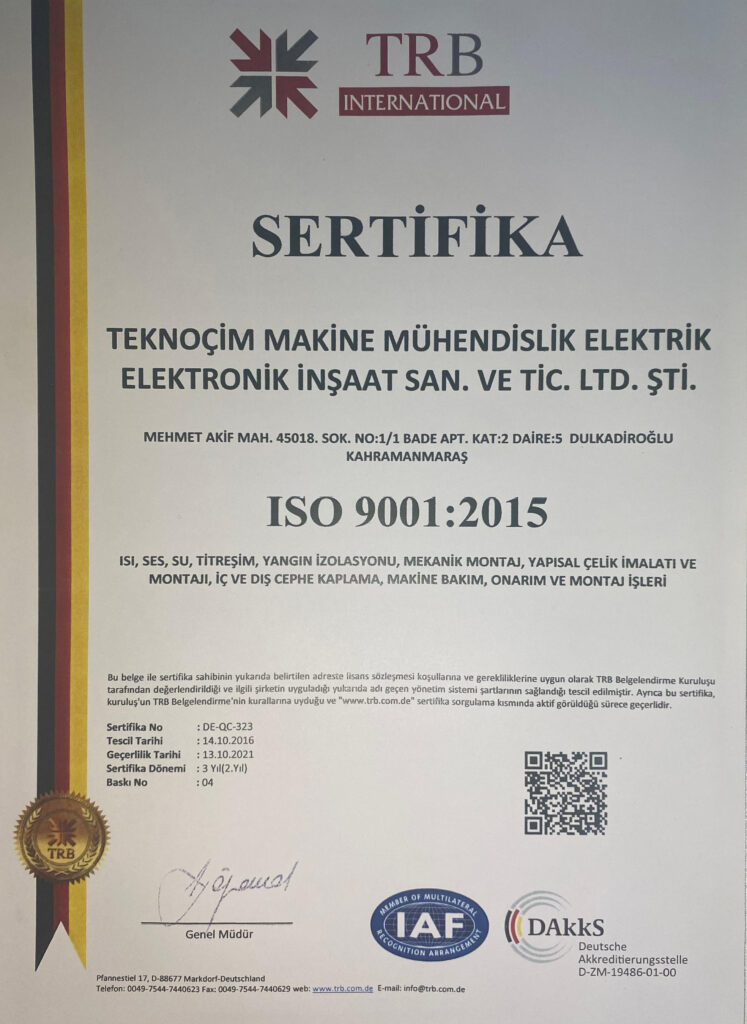 TRB
INTERNATIONAL
SERTİFİKA
TEKNOÇİM MAKİNE MÜHENDİSLİK ELEKTRİK
ELEKTRONİK İNŞAAT SAN. VE TİC. LTD. ŞTİ.
MEHMET AKİF MAH. 45018. SOK. NO:1/1 BADE APT. KAT:2 DAİRE:5 DULKADİROĞLU
KAHRAMANMARAŞ
ISO 9001:2015
ISI, SES, SU, TİTREŞİM, YANGIN İZOLASYONU, MEKANİK MONTAJ, YAPISAL ÇELİK İMALATI VE
MONTAJI, İÇ VE DIŞ CEPHE KAPLAMA, MAKİNE BAKIM, ONARIM VE MONTAJ İŞLERİ
Bu belge ile sertifika sahibinin yukarıda belirtilen adreste lisans sözleşmesi koşullarına ve gerekliliklerine uygun olarak TRB Belgelendirme Kuruluşu
tarafından değerlendirildiği ve ilgili şirketin uyguladığı yukarıda adı geçen yönetim sistemi şartlarının sağlandığı tescil edilmiştir. Ayrıca bu sertifika,
kuruluş'un TRB Belgelendirme'nin kurallarına uyduğu ve "www.trb.com.de" sertifika sorgulama kısmında aktif görüldüğü sürece geçerlidir.
Sertifika No : DE-QC-323
Tescil Tarihi : 14.10.2016
Geçerlilik Tarihi : 13.10.2021
Sertifika Dönemi : 3 Yıl(2.Yıl)
Baskı No : 04
TRB
Genel Müdür
MEMBER OF MULTILATERAL
IAF
RECOGNITION ARRANGEMENT
DAkkS
Deutsche
Akkreditierungsstelle
D-ZM-19486-01-00
Pfannestiel 17, D-88677 Markdorf-Deutschland
Telefon: 0049-7544-7440623 Fax: 0049-7544-7440629 web: www.trb.com.de E-mail: info@trb.com.de